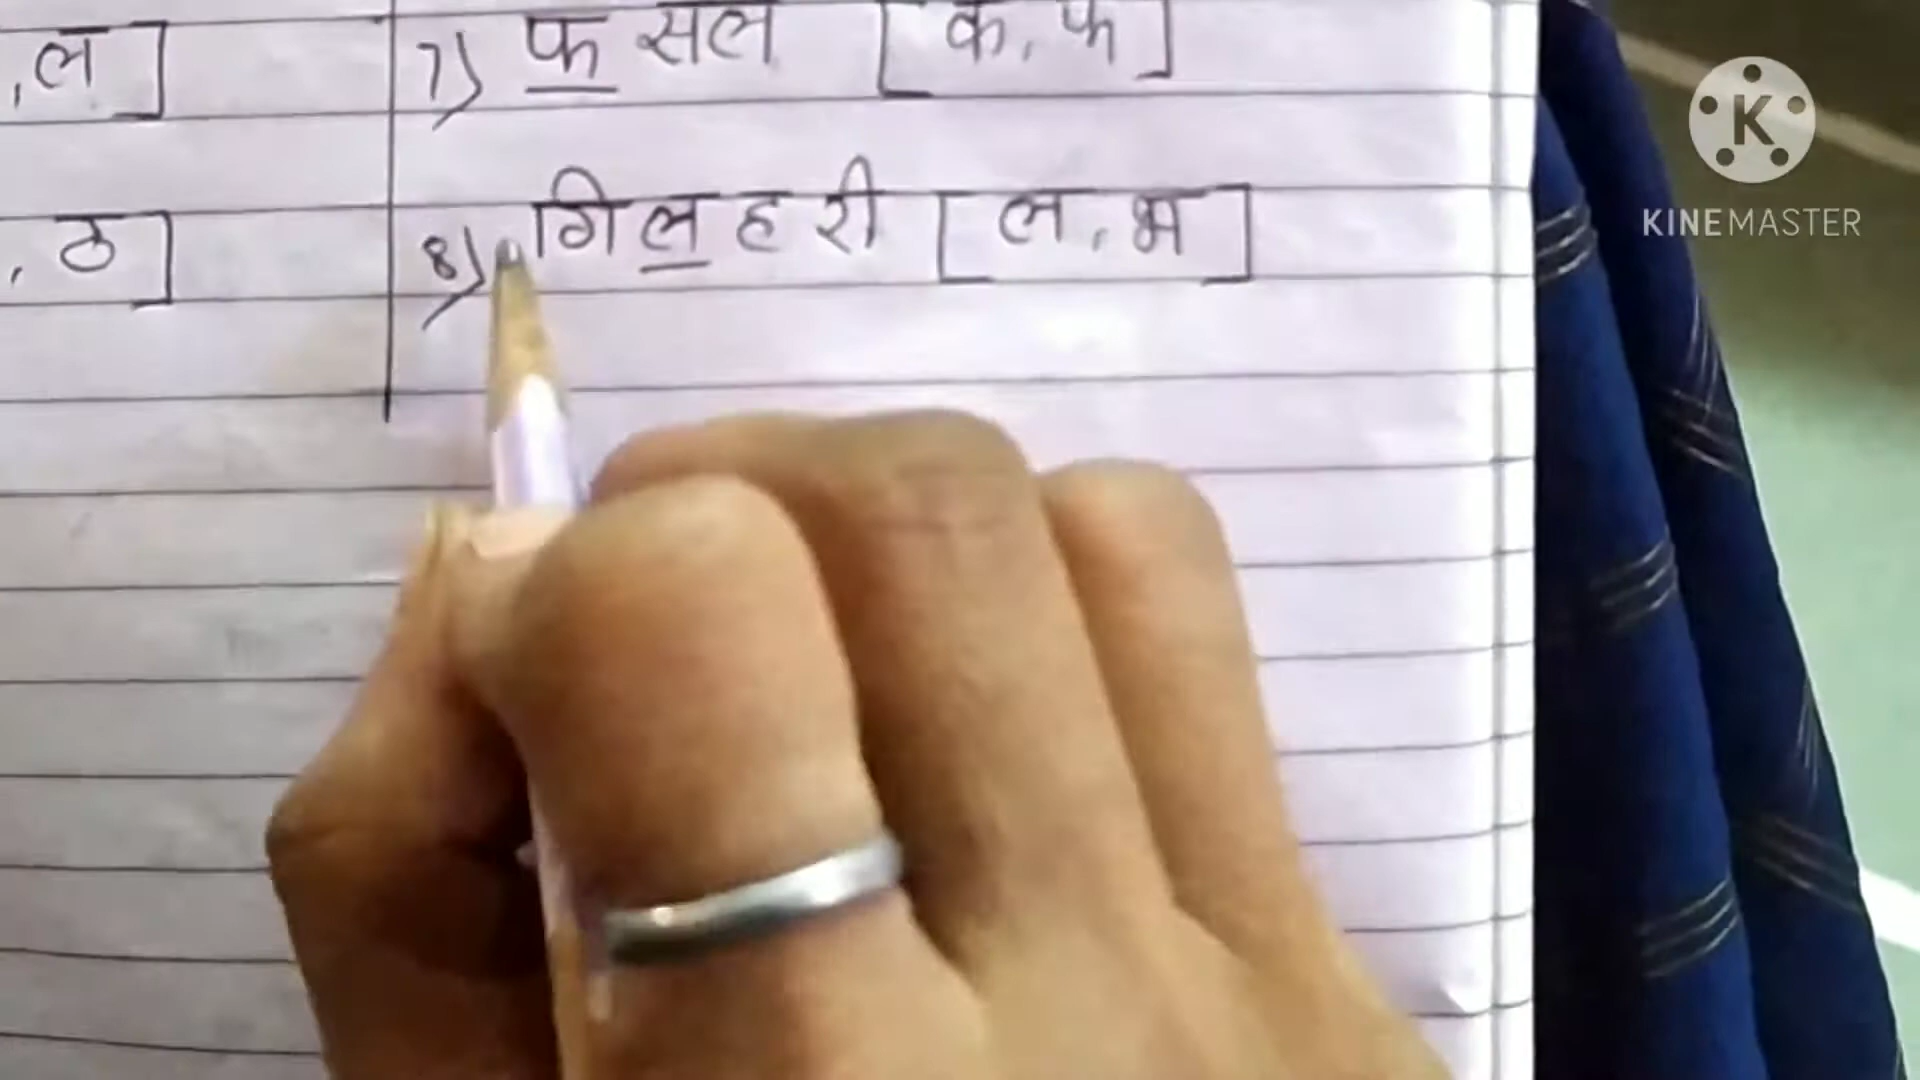 , ल]
7) फसल [क, फ]
, ठ]
8) गिलहरी [ल, भ]
K
KINEMASTER